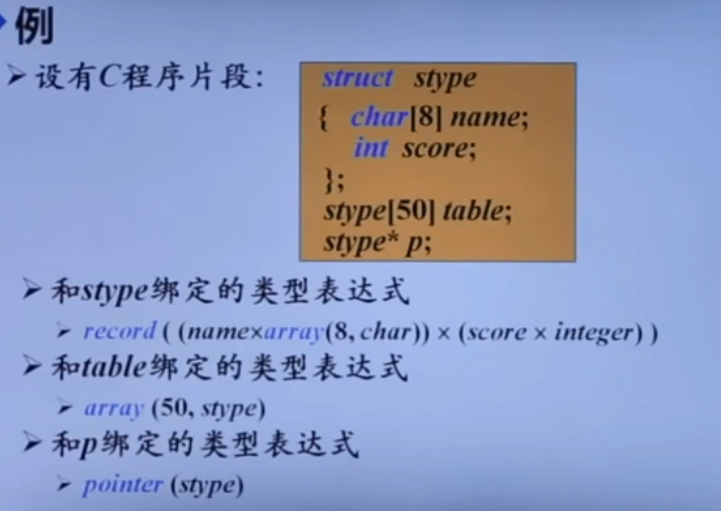 例
设有C程序片段:
struct stype
{ char[8] name;
int score;
};
stype[50] table;
stype* p;
和stype绑定的类型表达式
record ( (name×array(8, char)) × (score × integer) )
和table绑定的类型表达式
array (50, stype)
和p绑定的类型表达式
pointer (stype)